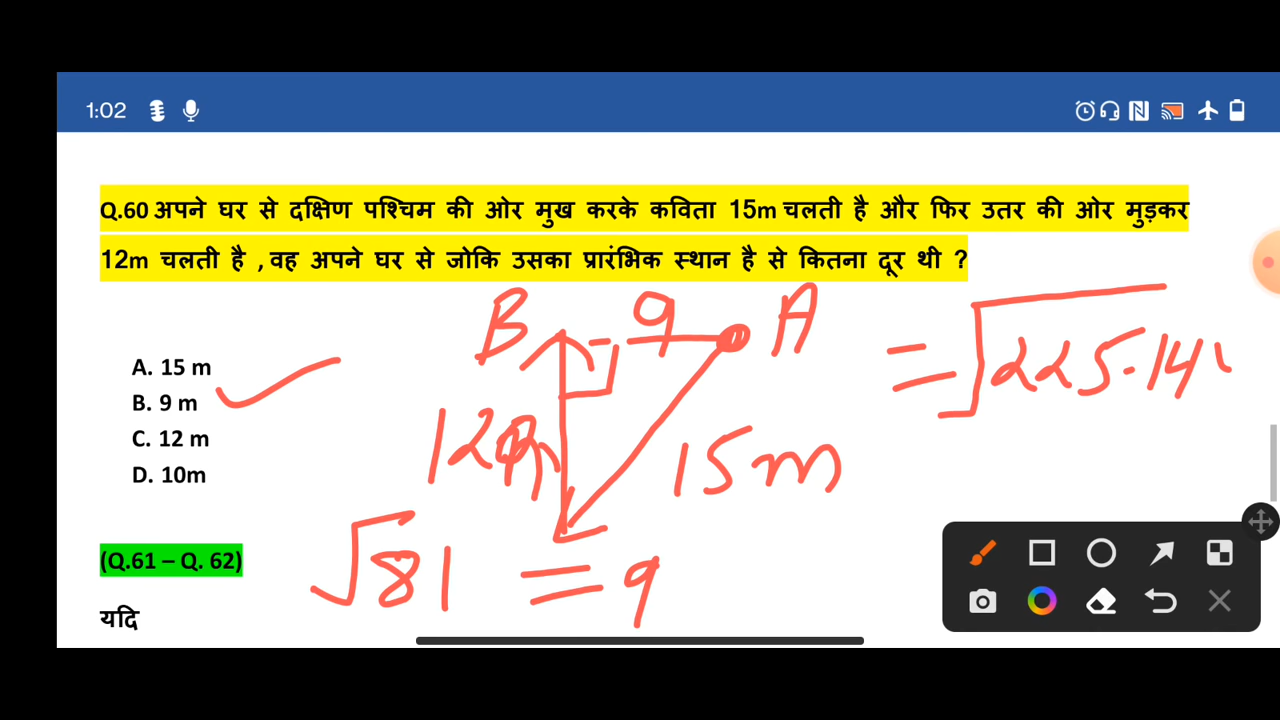 1:02
Q.60 अपने घर से दक्षिण पश्चिम की ओर मुख करके कविता 15m चलती है और फिर उतर की ओर मुड़कर
12m चलती है , वह अपने घर से जोकि उसका प्रारंभिक स्थान है से कितना दूर थी ?
B 9 A
= √225-14
A. 15 m
B. 9 m
C. 12 m
D. 10m
12m
15m
(Q.61 – Q. 62)
√81 = 9
यदि